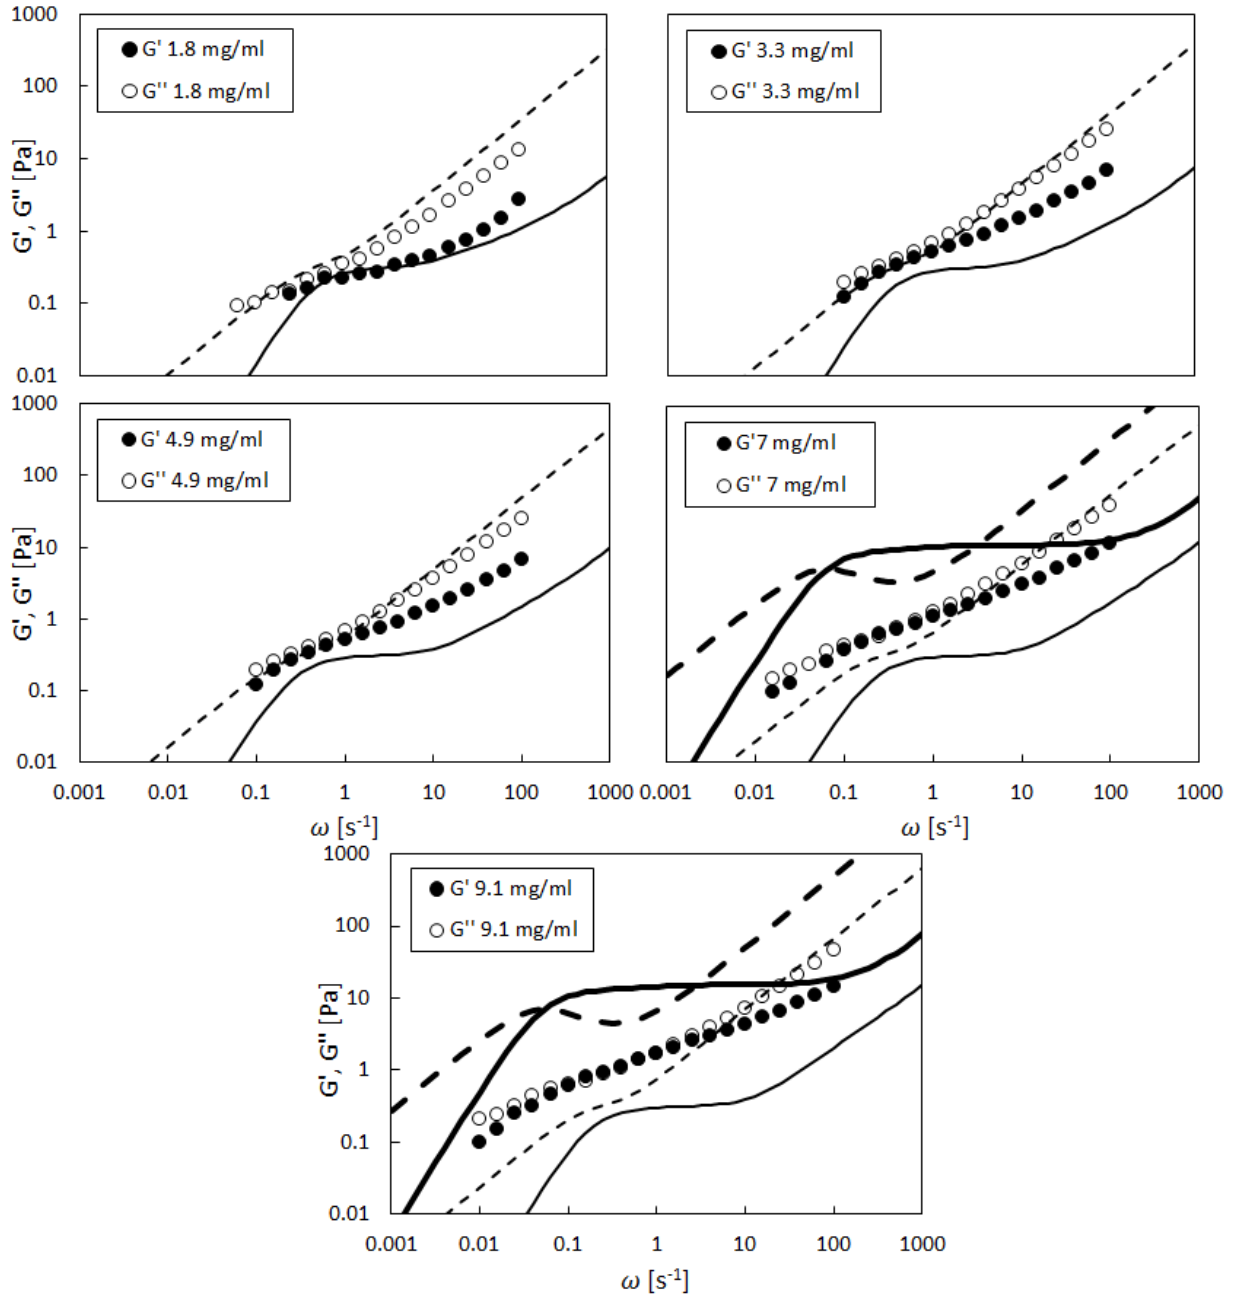 1000
100
10
1
0.1
0.01
G', G'' [Pa]
G' 1.8 mg/ml
G'' 1.8 mg/ml
G' 3.3 mg/ml
G'' 3.3 mg/ml
1000
100
10
1
0.1
0.01
G', G'' [Pa]
G' 4.9 mg/ml
G'' 4.9 mg/ml
0.001 0.01 0.1 1 10 100 1000
ω [s⁻¹]
G'7 mg/ml
G'' 7 mg/ml
0.001 0.01 0.1 1 10 100 1000
ω [s⁻¹]
1000
100
10
1
0.1
0.01
G', G'' [Pa]
G' 9.1 mg/ml
G'' 9.1 mg/ml
0.001 0.01 0.1 1 10 100 1000
ω [s⁻¹]